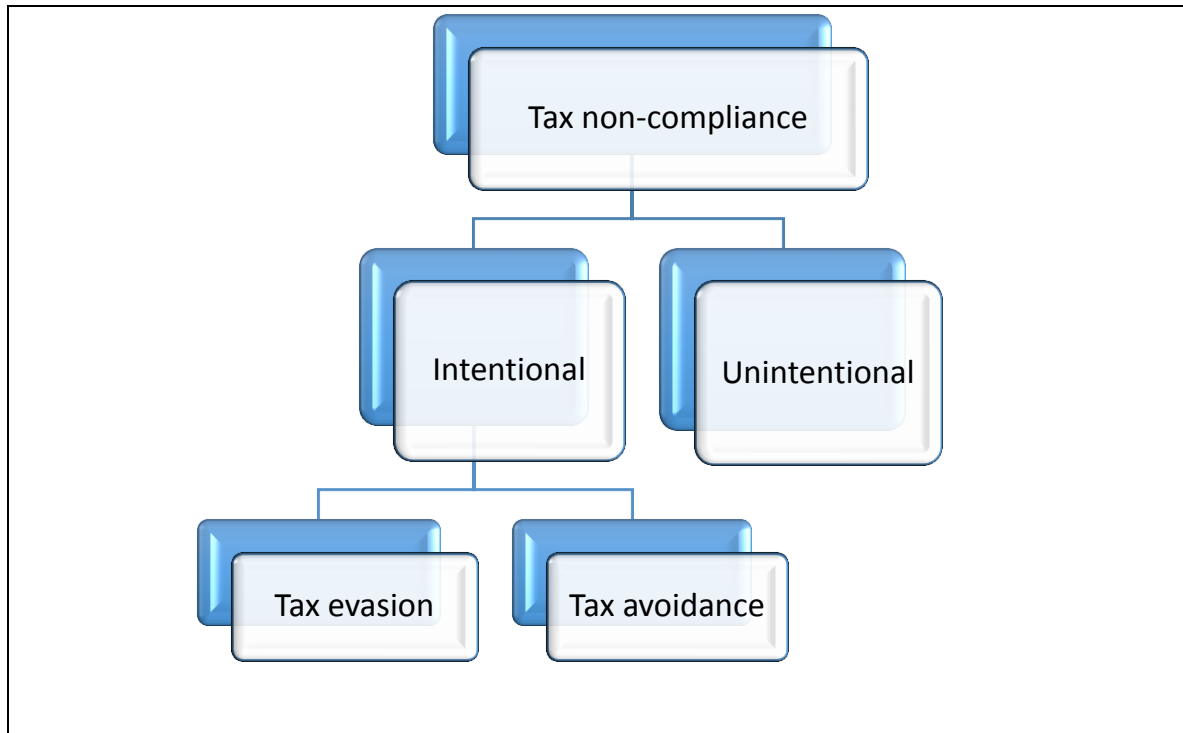 Tax non-compliance
Intentional
Unintentional
Tax evasion
Tax avoidance